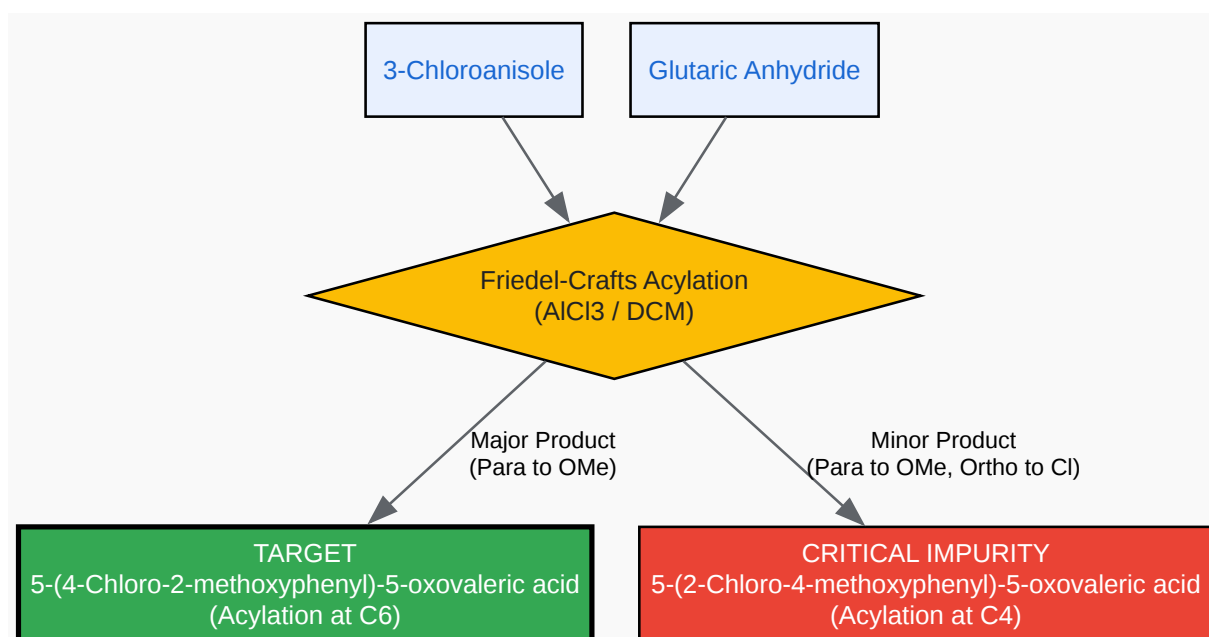 3-Chloroanisole
Glutaric Anhydride
Friedel-Crafts Acylation
(AlCl3 / DCM)
Major Product
(Para to OMe)
Minor Product
(Para to OMe, Ortho to Cl)
TARGET
5-(4-Chloro-2-methoxyphenyl)-5-oxovaleric acid
(Acylation at C6)
CRITICAL IMPURITY
5-(2-Chloro-4-methoxyphenyl)-5-oxovaleric acid
(Acylation at C4)